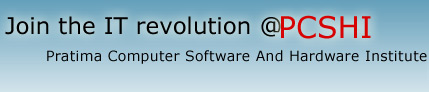 Join the IT revolution @PCSHI
Pratima Computer Software And Hardware Institute